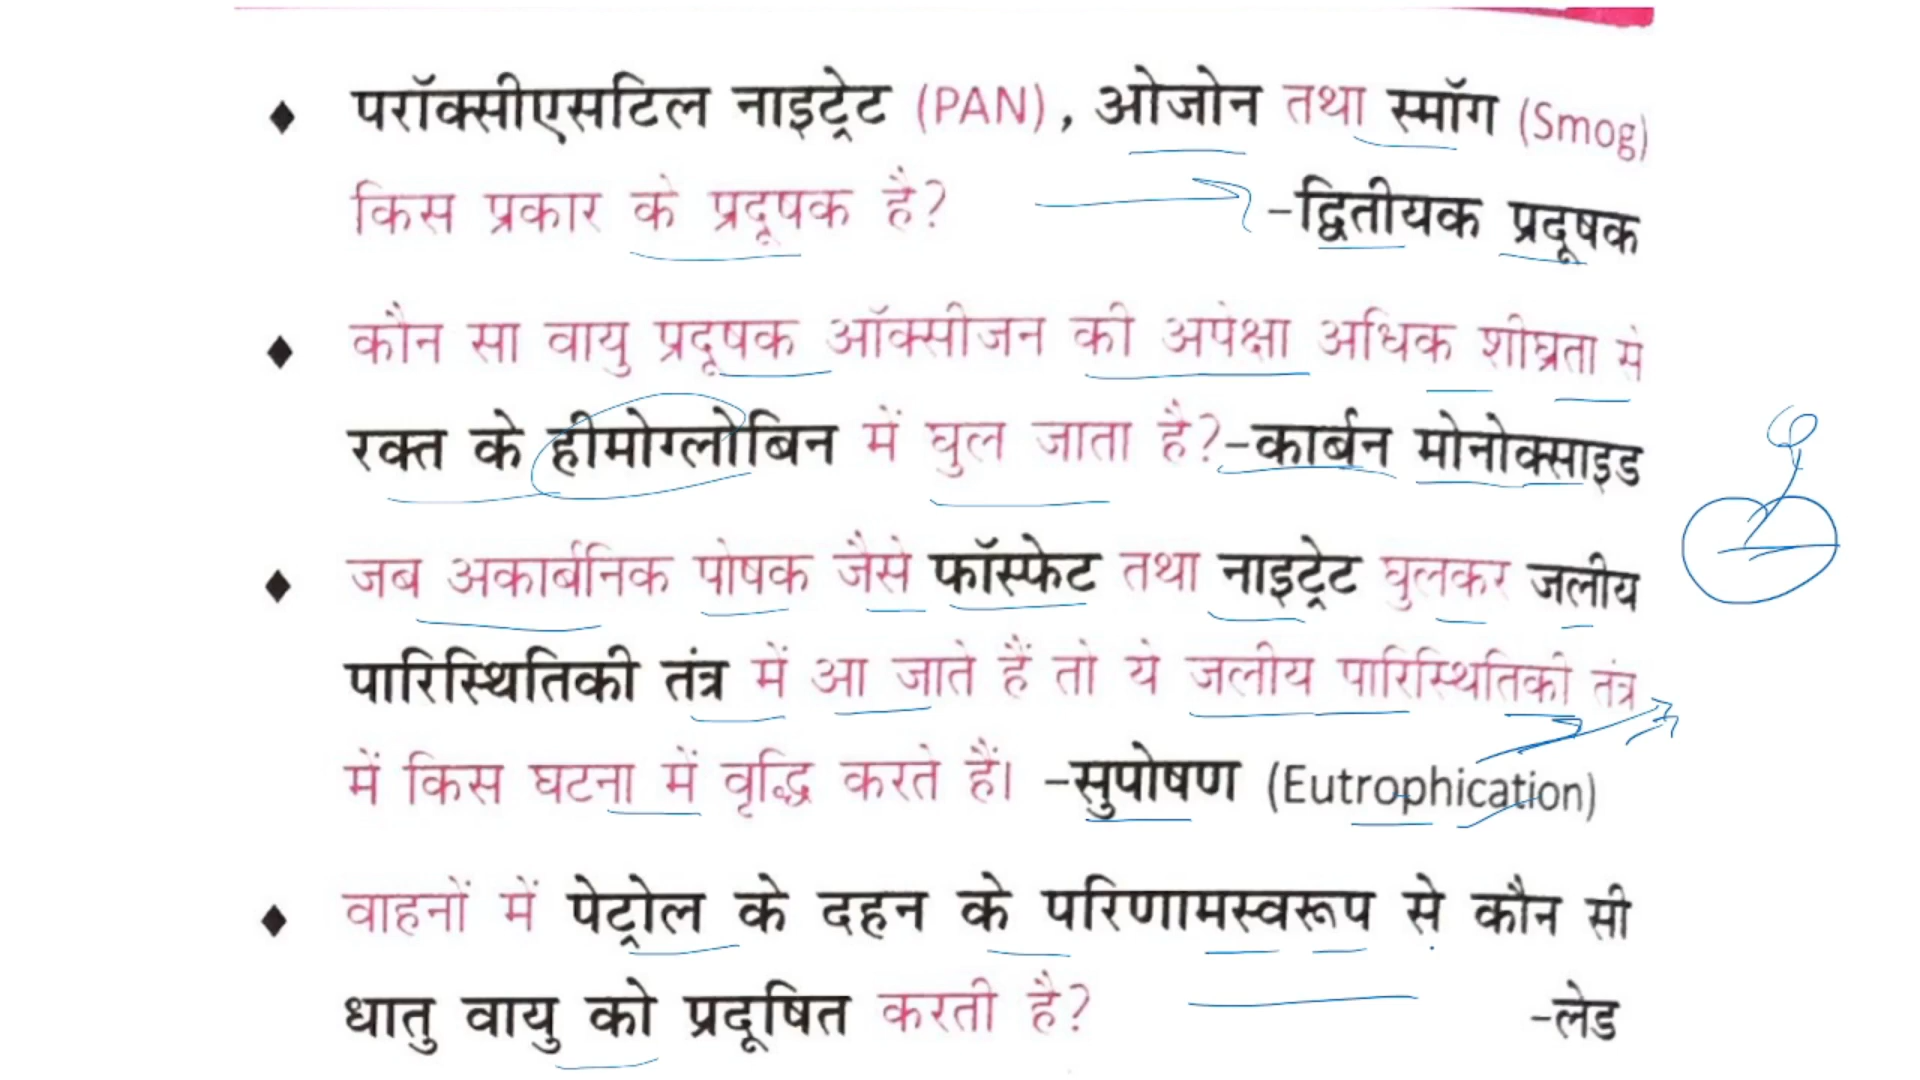 ♦ परॉक्सीएसटिल नाइट्रेट (PAN), ओजोन तथा स्मॉग (Smog)
किस प्रकार के प्रदूषक है? -द्वितीयक प्रदूषक
♦ कौन सा वायु प्रदूषक ऑक्सीजन की अपेक्षा अधिक शीघ्रता से
रक्त के हीमोग्लोबिन में घुल जाता है?-कार्बन मोनोक्साइड
♦ जब अकार्बनिक पोषक जैसे फॉस्फेट तथा नाइट्रेट घुलकर जलीय
पारिस्थितिकी तंत्र में आ जाते हैं तो ये जलीय पारिस्थितिकी तंत्र
में किस घटना में वृद्धि करते हैं। -सुपोषण (Eutrophication)
♦ वाहनों में पेट्रोल के दहन के परिणामस्वरूप से कौन सी
धातु वायु को प्रदूषित करती है? -लेड